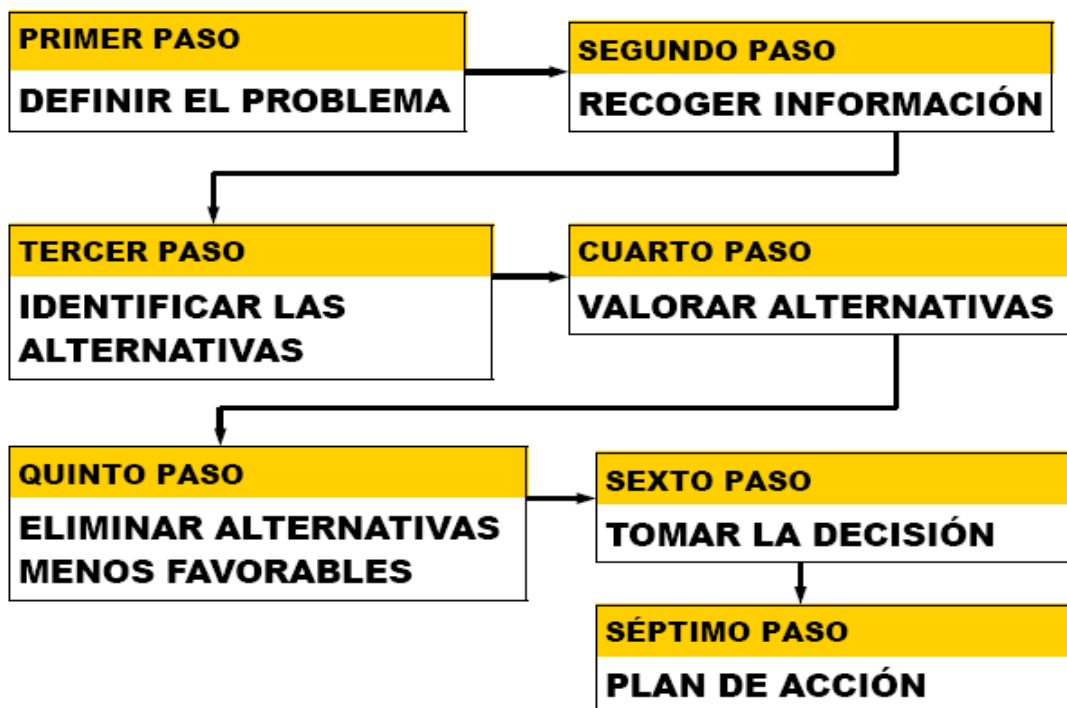 PRIMER PASO
DEFINIR EL PROBLEMA
SEGUNDO PASO
RECOGER INFORMACIÓN
TERCER PASO
IDENTIFICAR LAS
ALTERNATIVAS
CUARTO PASO
VALORAR ALTERNATIVAS
QUINTO PASO
ELIMINAR ALTERNATIVAS
MENOS FAVORABLES
SEXTO PASO
TOMAR LA DECISIÓN
SÉPTIMO PASO
PLAN DE ACCIÓN